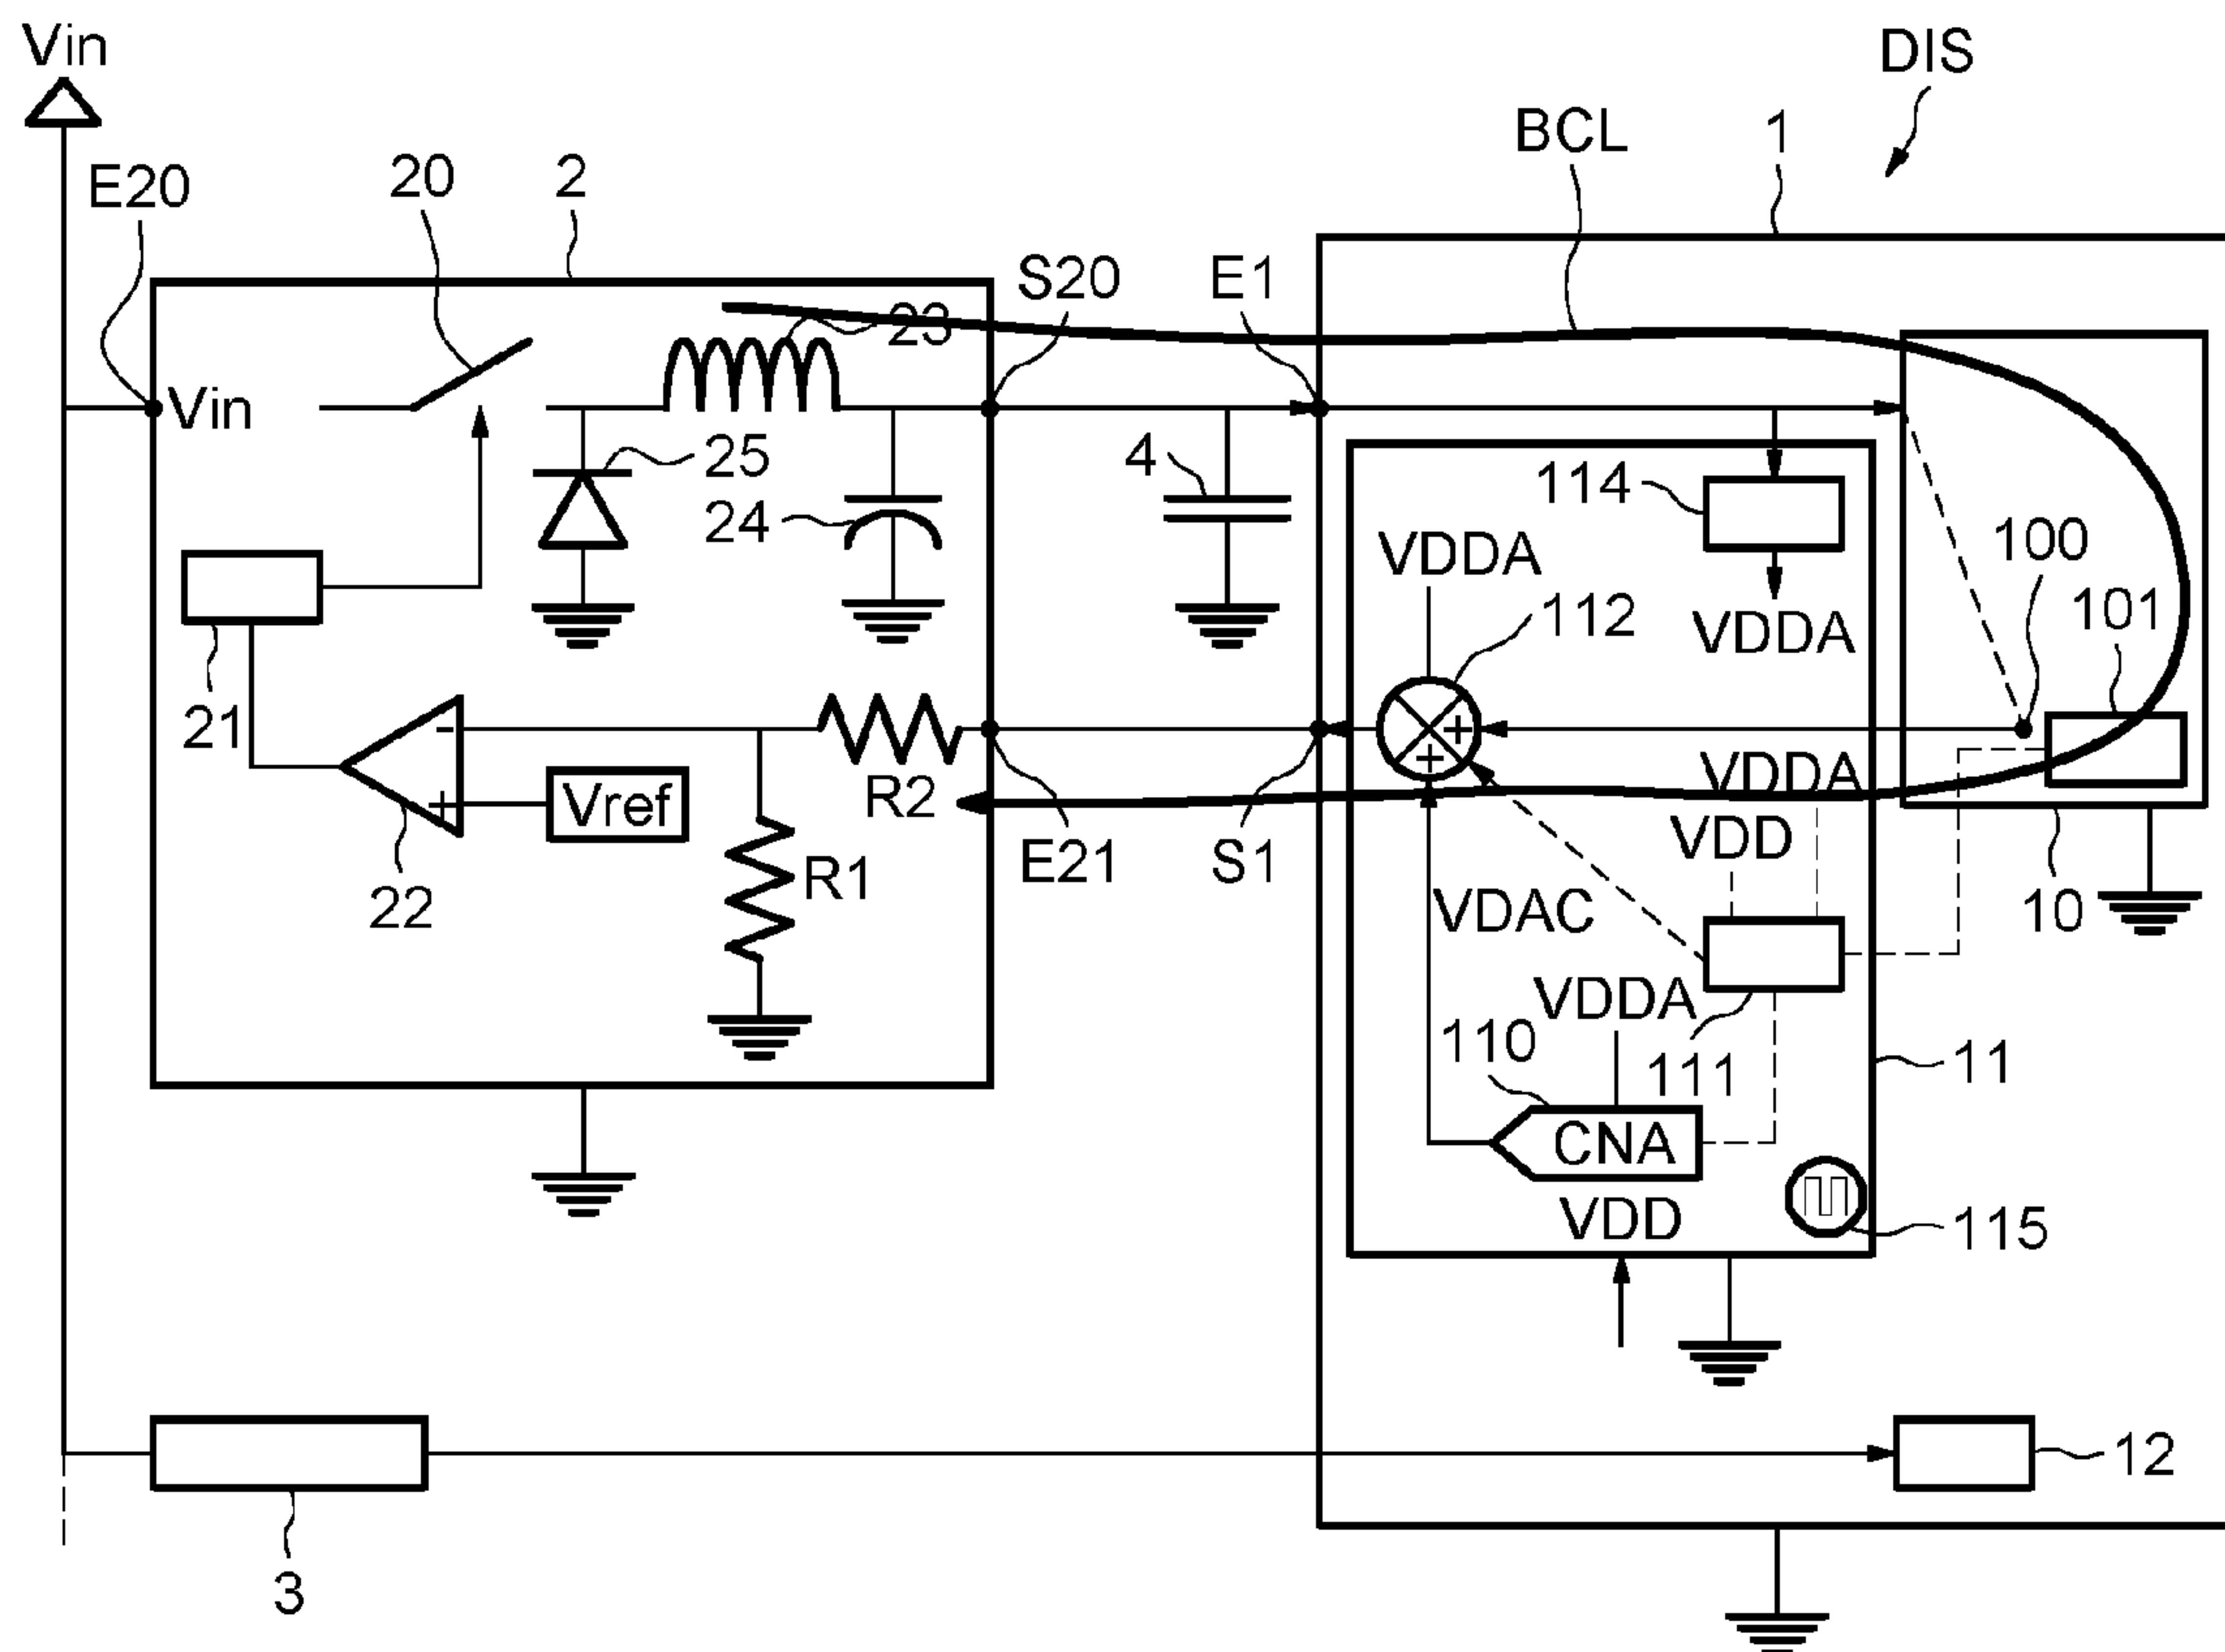 Vin
DIS
BCL
1
E20
20
2
S20
E1
23
Vin
25
4
114
24
100
VDDA
112
101
VDDA
21
-
+
+
VDDA
R2
Vref
+
VDD
E21
S1
R1
22
VDAC
10
VDDA
110
111
11
CNA
VDD
115
12
3